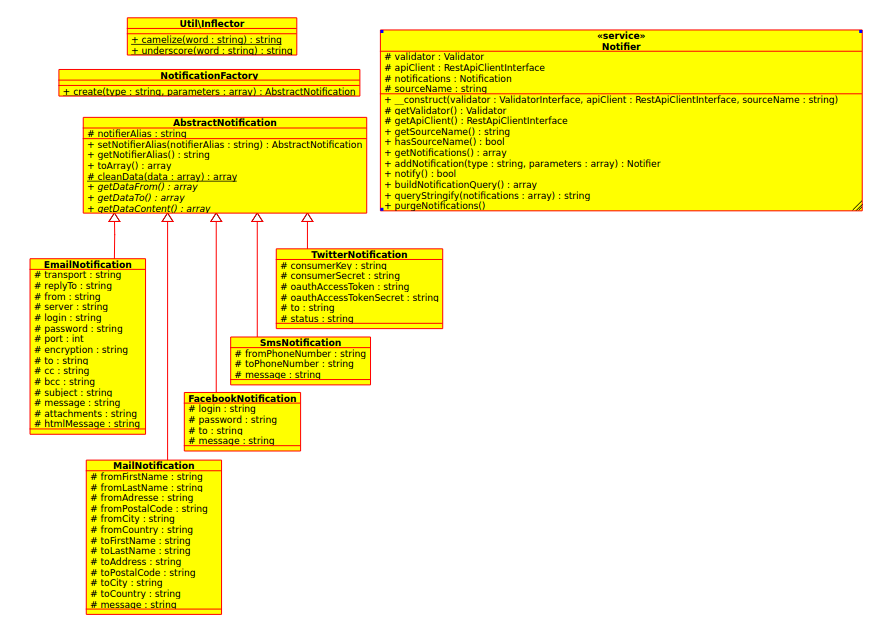 Util\Inflector
+ camelize(word : string) : string
+ underscore(word : string) : string
NotificationFactory
+ create(type : string, parameters : array) : AbstractNotification
AbstractNotification
# notifierAlias : string
+ setNotifierAlias(notifierAlias : string) : AbstractNotification
+ getNotifierAlias() : string
+ toArray() : array
# cleanData(data : array) : array
+ getDataFrom() : array
+ getDataTo() : array
+ getDataContent() : array
«service»
Notifier
# validator : Validator
# apiClient : RestApiClientInterface
# notifications : Notification
# sourceName : string
+ __construct(validator : ValidatorInterface, apiClient : RestApiClientInterface, sourceName : string)
# getValidator() : Validator
# getApiClient() : RestApiClientInterface
+ getSourceName() : string
+ hasSourceName() : bool
+ getNotifications() : array
+ addNotification(type : string, parameters : array) : Notifier
+ notify() : bool
+ buildNotificationQuery() : array
+ queryStringify(notifications : array) : string
+ purgeNotifications()
EmailNotification
# transport : string
# replyTo : string
# from : string
# server : string
# login : string
# password : string
# port : int
# encryption : string
# to : string
# cc : string
# bcc : string
# subject : string
# message : string
# attachments : string
# htmlMessage : string
TwitterNotification
# consumerKey : string
# consumerSecret : string
# oauthAccessToken : string
# oauthAccessTokenSecret : string
# to : string
# status : string
SmsNotification
# fromPhoneNumber : string
# toPhoneNumber : string
# message : string
FacebookNotification
# login : string
# password : string
# to : string
# message : string
MailNotification
# fromFirstName : string
# fromLastName : string
# fromAdresse : string
# fromPostalCode : string
# fromCity : string
# fromCountry : string
# toFirstName : string
# toLastName : string
# toAddress : string
# toPostalCode : string
# toCity : string
# toCountry : string
# message : string